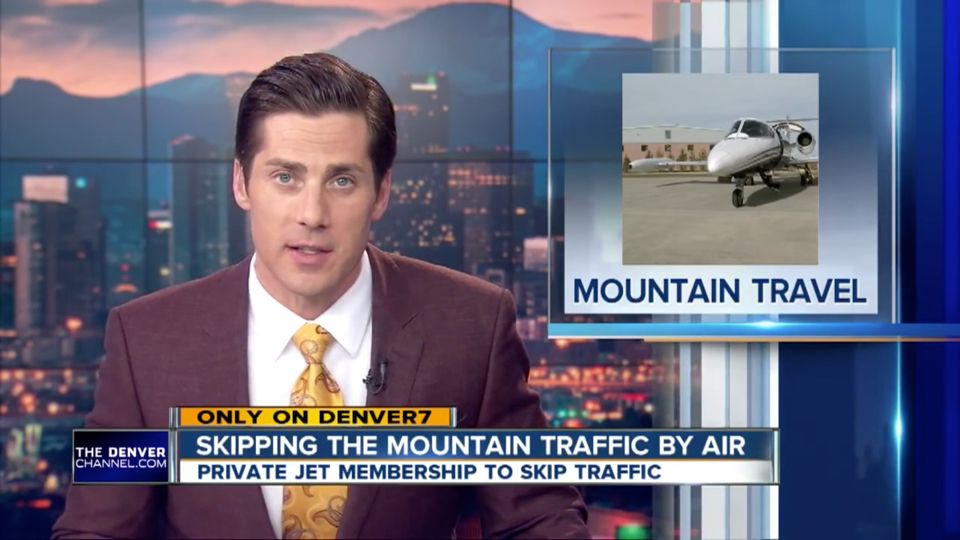 MOUNTAIN TRAVEL
ONLY ON DENVER7
THE DENVER
CHANNEL.COM
SKIPPING THE MOUNTAIN TRAFFIC BY AIR
PRIVATE JET MEMBERSHIP TO SKIP TRAFFIC